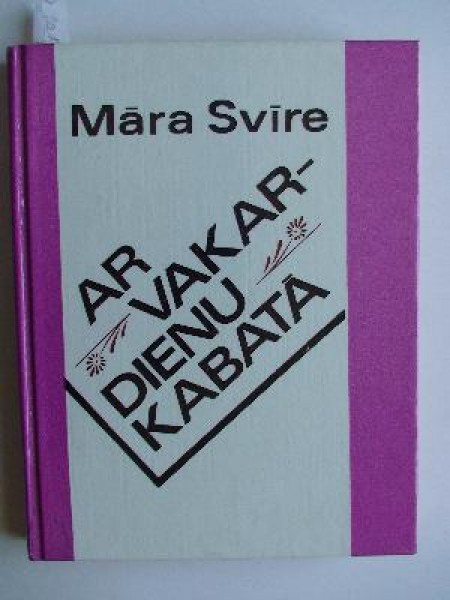 Māra Svīre
AR
VAKAR-
DIENU
KABATĀ